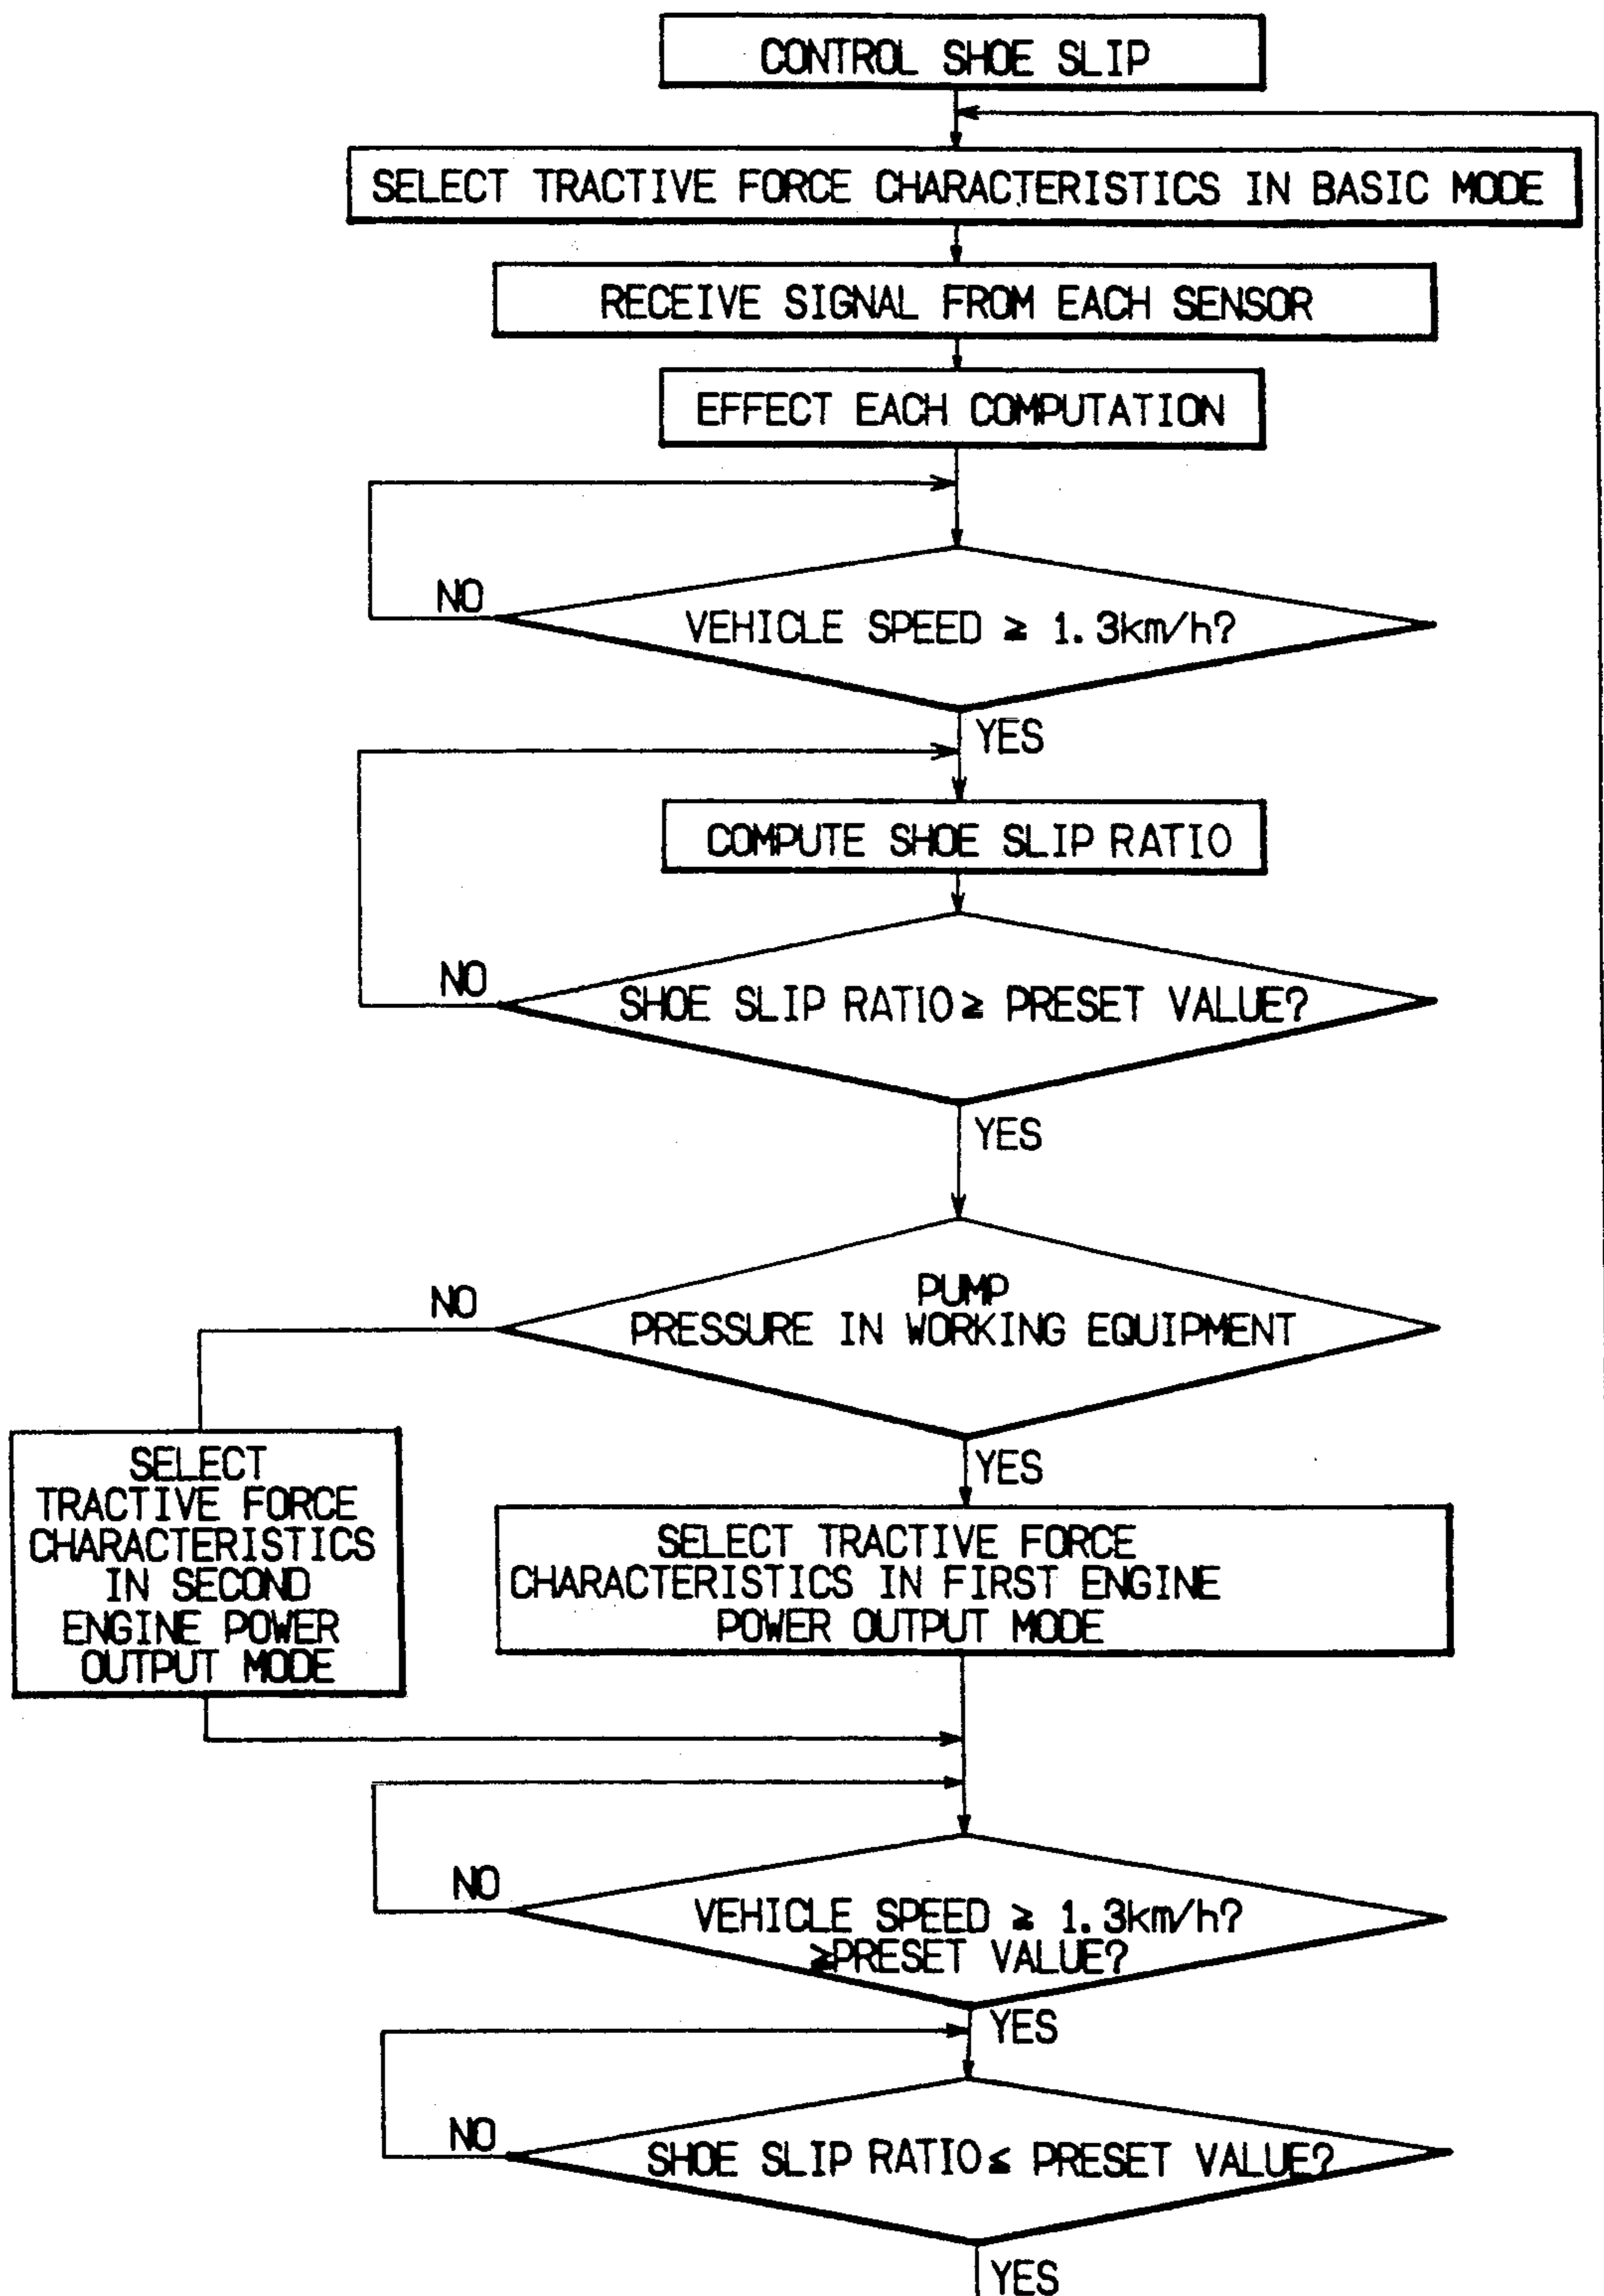 CONTROL SHOE SLIP
SELECT TRACTIVE FORCE CHARACTERISTICS IN BASIC MODE
RECEIVE SIGNAL FROM EACH SENSOR
EFFECT EACH COMPUTATION
NO
VEHICLE SPEED ≥ 1.3km/h?
YES
COMPUTE SHOE SLIP RATIO
NO
SHOE SLIP RATIO ≥ PRESET VALUE?
YES
NO
PUMP
PRESSURE IN WORKING EQUIPMENT
YES
SELECT
TRACTIVE FORCE
CHARACTERISTICS
IN SECOND
ENGINE POWER
OUTPUT MODE
SELECT TRACTIVE FORCE
CHARACTERISTICS IN FIRST ENGINE
POWER OUTPUT MODE
NO
VEHICLE SPEED ≥ 1.3km/h?
≥PRESET VALUE?
YES
NO
SHOE SLIP RATIO ≤ PRESET VALUE?
YES